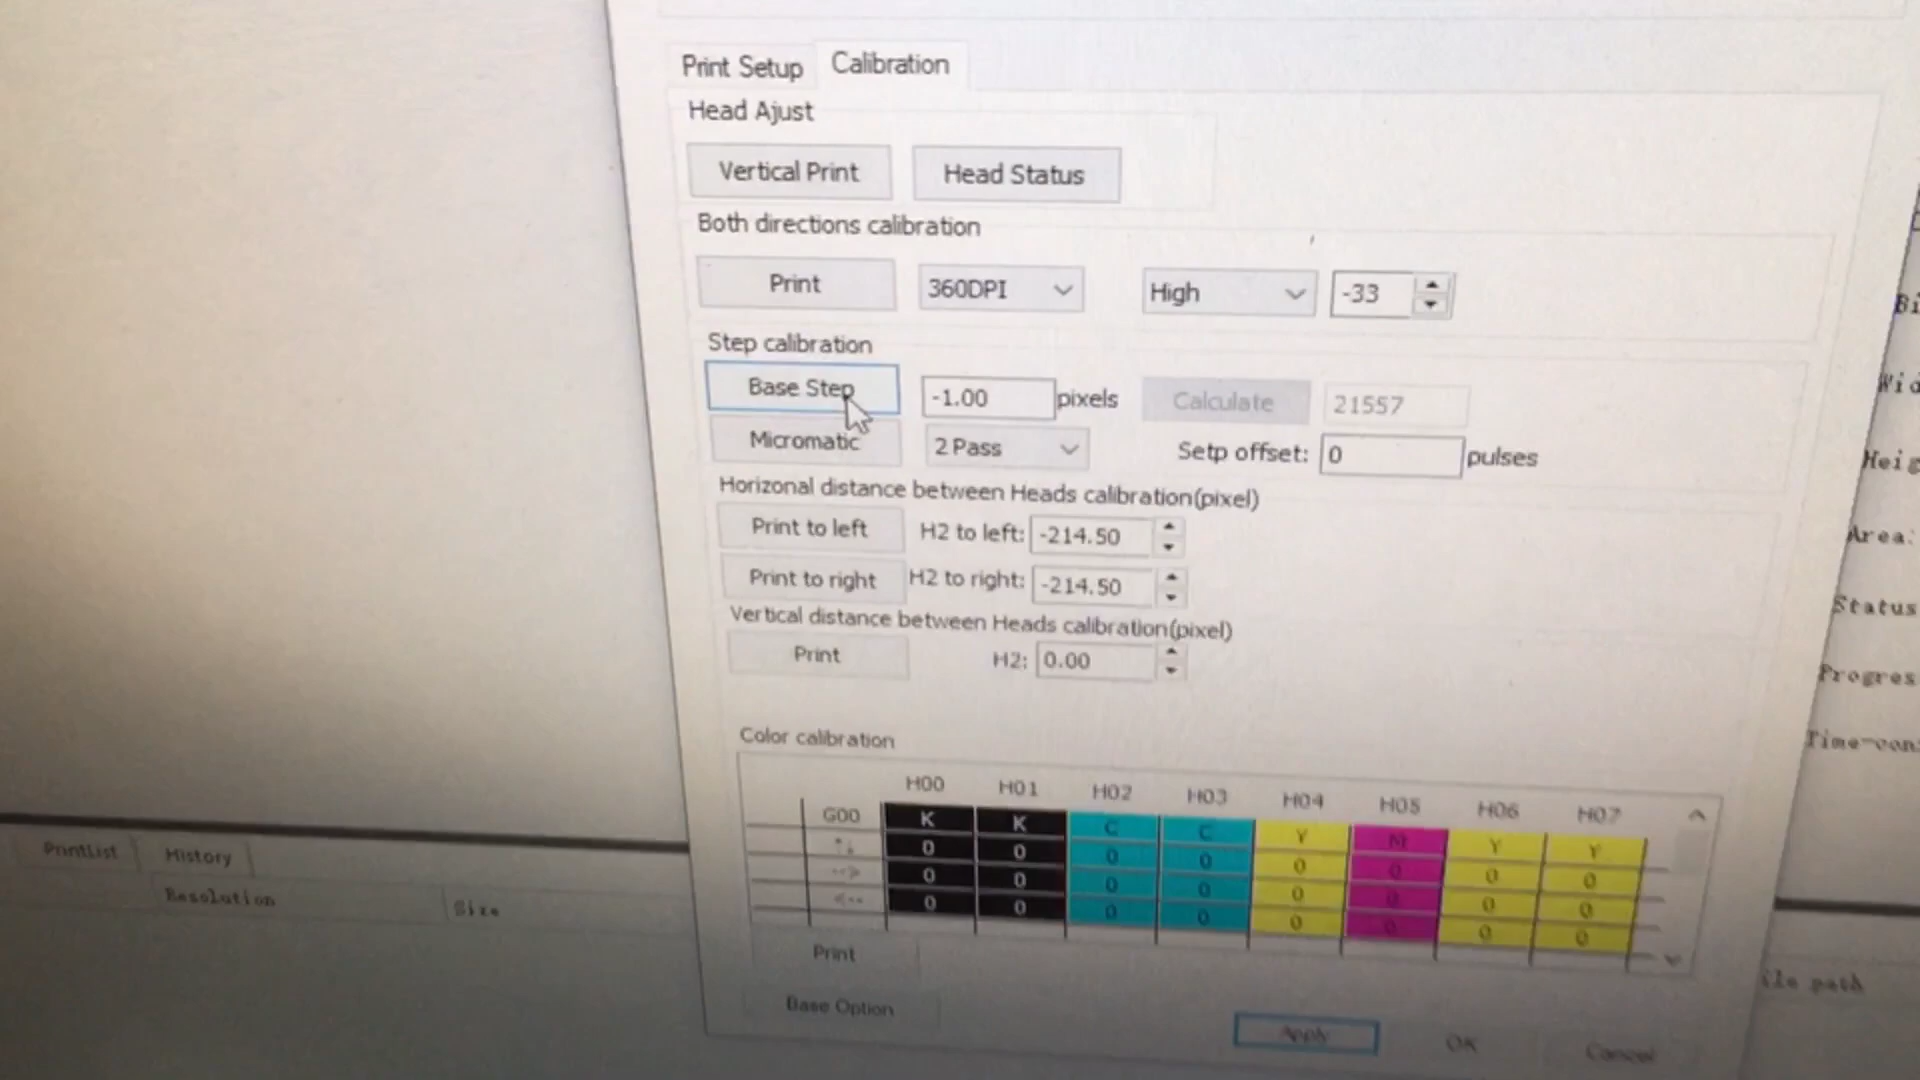 Print Setup Calibration
Head Ajust
Vertical Print Head Status
Both directions calibration
Print 360DPI High -33
Step calibration
Base Step -1.00 pixels Calculate 21557
Micromatic 2 Pass Setp offset: 0 pulses
Horizonal distance between Heads calibration(pixel)
Print to left H2 to left: -214.50
Print to right H2 to right: -214.50
Vertical distance between Heads calibration(pixel)
Print H2: 0.00
Color calibration
H00 H01 H02 H03 H04 H05 H06 H07
G00 K K C C Y M Y Y
0 0 0 0 0 0 0 0
--> 0 0 0 0 0 0 0 0
<-- 0 0 0 0 0 0 0 0
Print
Base Option
Apply OK Cancel
PrintList History
Resolution Size
Area:
Status